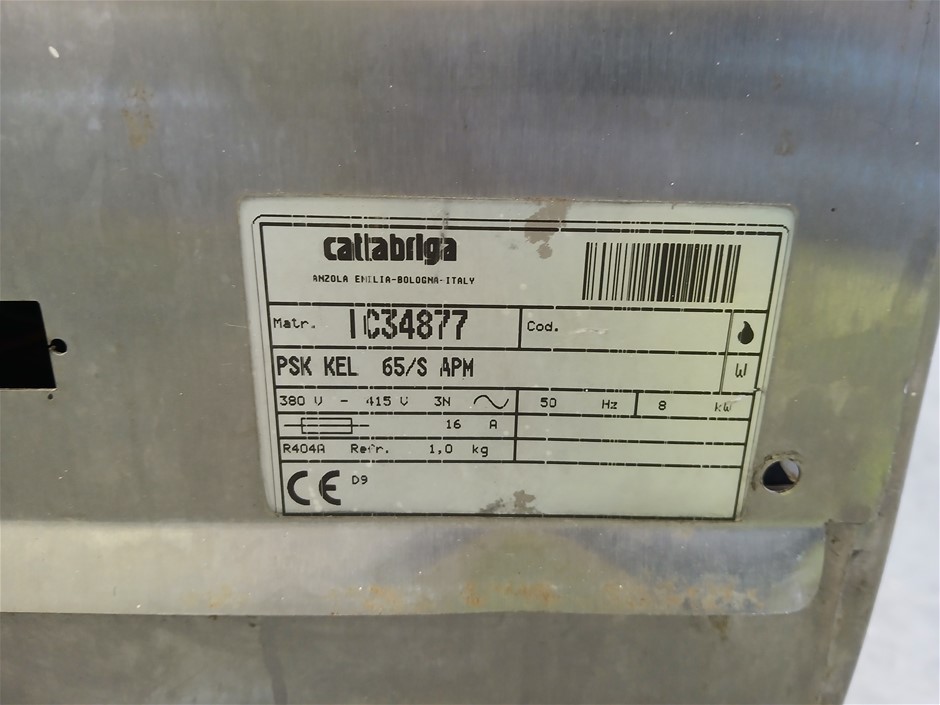 cattabriga
ANZOLA EMILIA-BOLOGNA-ITALY
Matr. IC34877 Cod.
PSK KEL 65/S APM W
380 V - 415 V 3N 50 Hz 8 kW
16 A
R404A Refr. 1,0 kg
CE D9